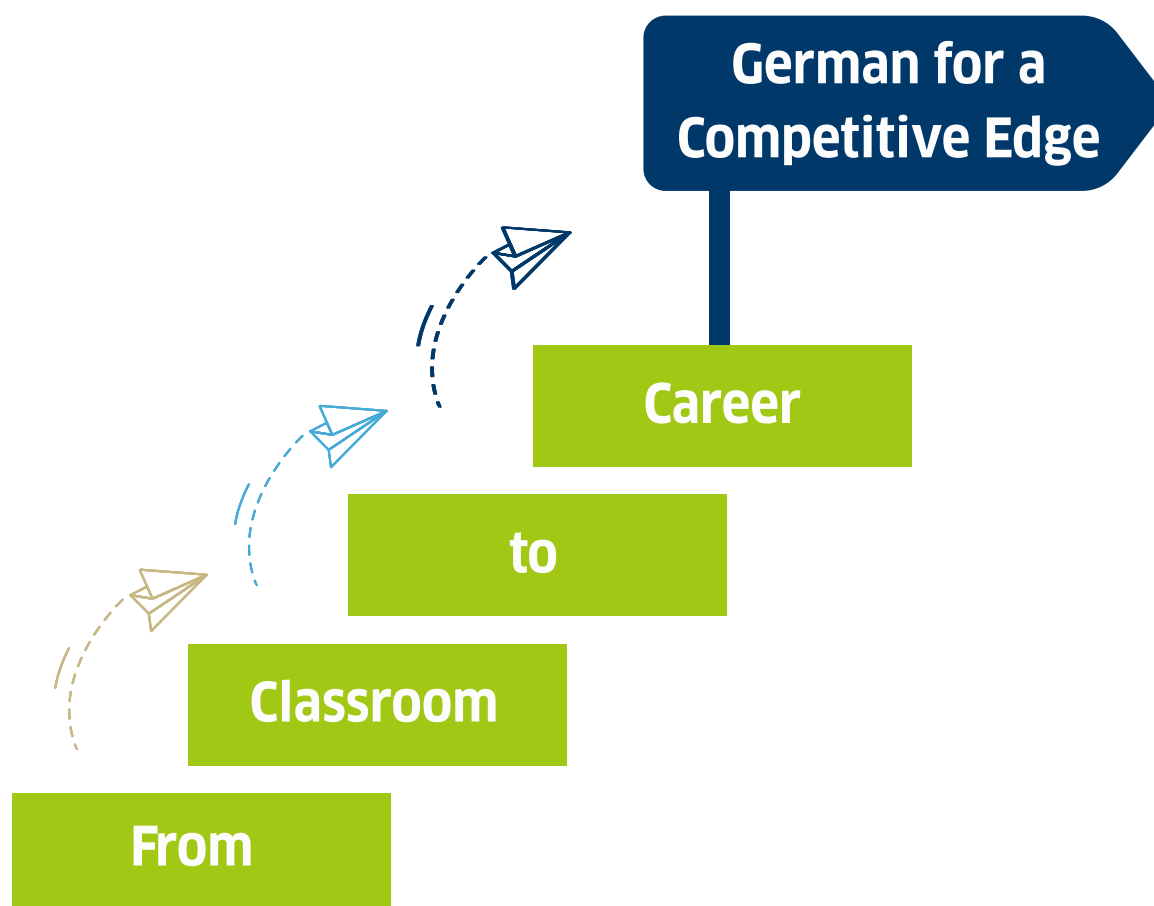 From
Classroom
to
Career
German for a
Competitive Edge